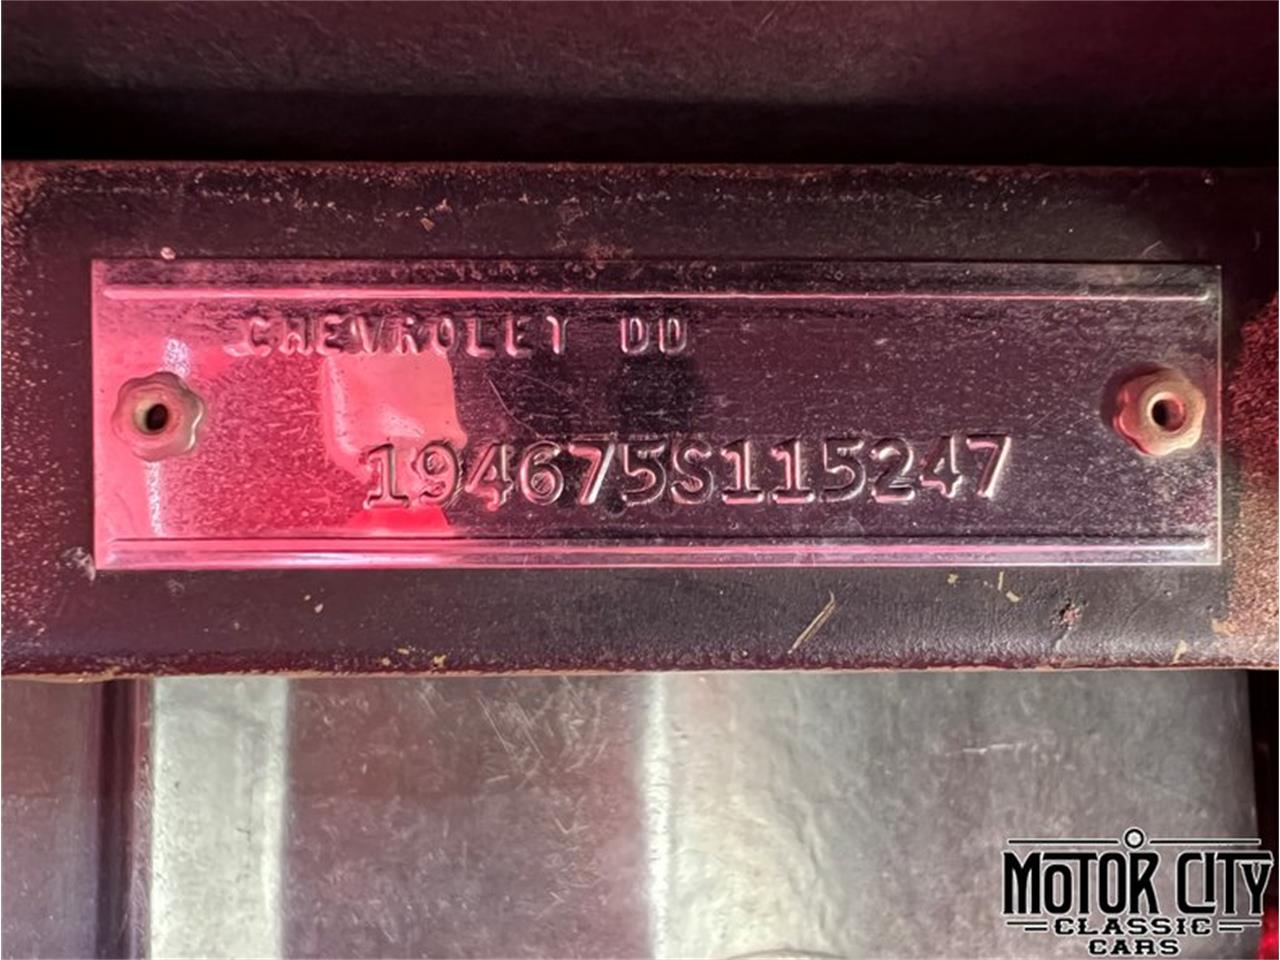 CHEVROLET DD
194675S115247
MOTOR CITY
CLASSIC
CARS